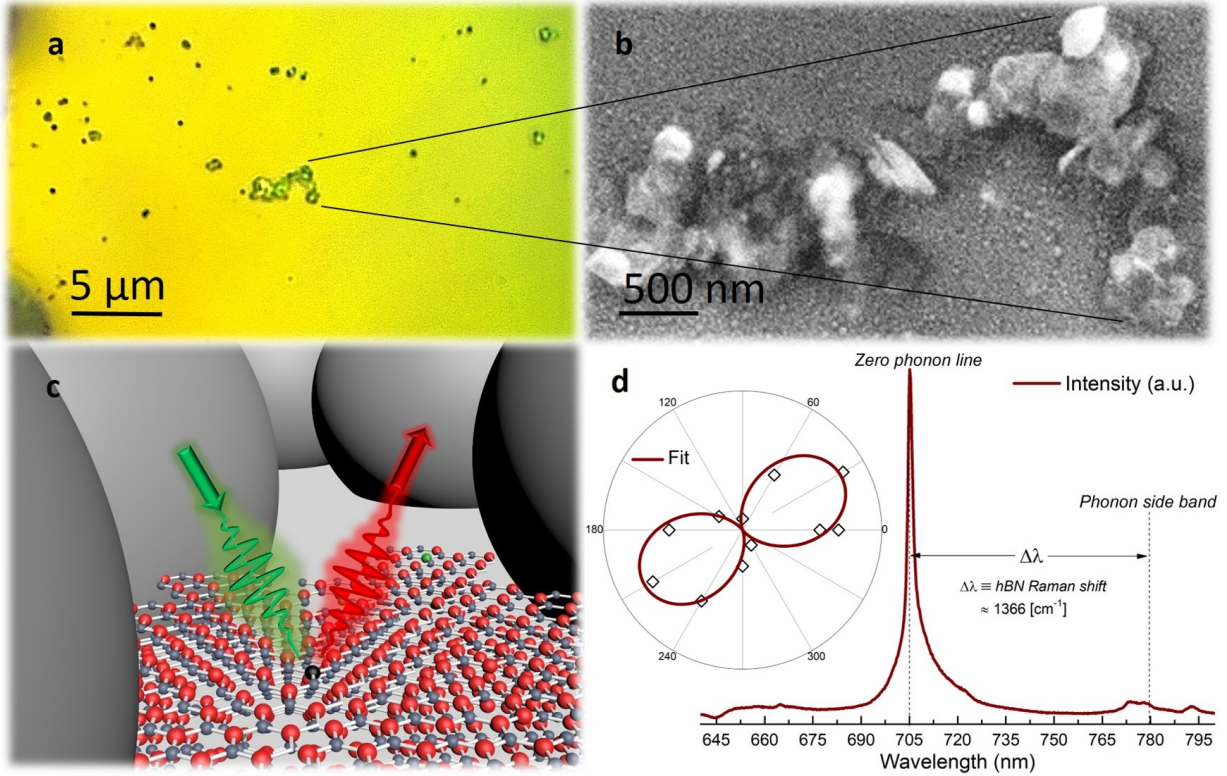 a
5 µm
b
500 nm
c
d
Zero phonon line
Intensity (a.u.)
120
60
Fit
180
0
240
300
Phonon side band
Δλ
Δλ ≡ hBN Raman shift
≈ 1366 [cm⁻¹]
645 660 675 690 705 720 735 750 765 780 795
Wavelength (nm)